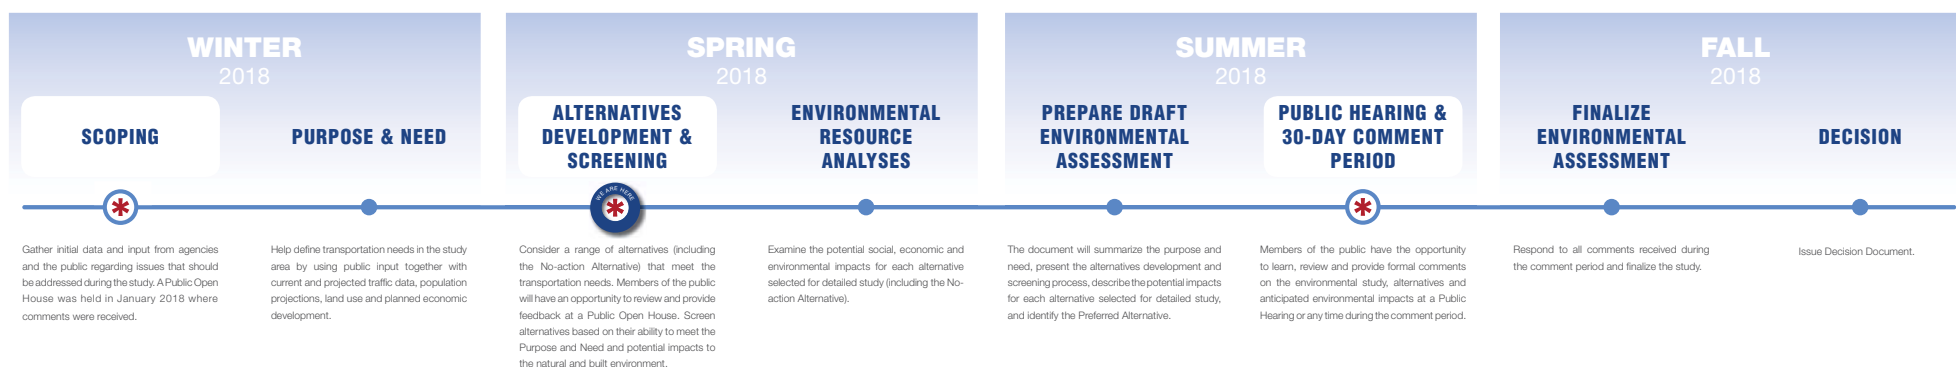 WINTER
2018
SCOPING
Gather initial data and input from agencies
and the public regarding issues that should
be addressed during the study. A Public Open
House was held in January 2018 where
comments were received.
PURPOSE & NEED
Help define transportation needs in the study
area by using public input together with
current and projected traffic data, population
projections, land use and planned economic
development.
SPRING
2018
ALTERNATIVES
DEVELOPMENT &
SCREENING
WE ARE HERE
Consider a range of alternatives (including
the No-action Alternative) that meet the
transportation needs. Members of the public
will have an opportunity to review and provide
feedback at a Public Open House. Screen
alternatives based on their ability to meet the
Purpose and Need and potential impacts to
the natural and built environment.
ENVIRONMENTAL
RESOURCE
ANALYSES
Examine the potential social, economic and
environmental impacts for each alternative
selected for detailed study (including the No-
action Alternative).
SUMMER
2018
PREPARE DRAFT
ENVIRONMENTAL
ASSESSMENT
The document will summarize the purpose and
need, present the alternatives development and
screening process, describe the potential impacts
for each alternative selected for detailed study,
and identify the Preferred Alternative.
PUBLIC HEARING &
30-DAY COMMENT
PERIOD
Members of the public have the opportunity
to learn, review and provide formal comments
on the environmental study, alternatives and
anticipated environmental impacts at a Public
Hearing or any time during the comment period.
FALL
2018
FINALIZE
ENVIRONMENTAL
ASSESSMENT
Respond to all comments received during
the comment period and finalize the study.
DECISION
Issue Decision Document.